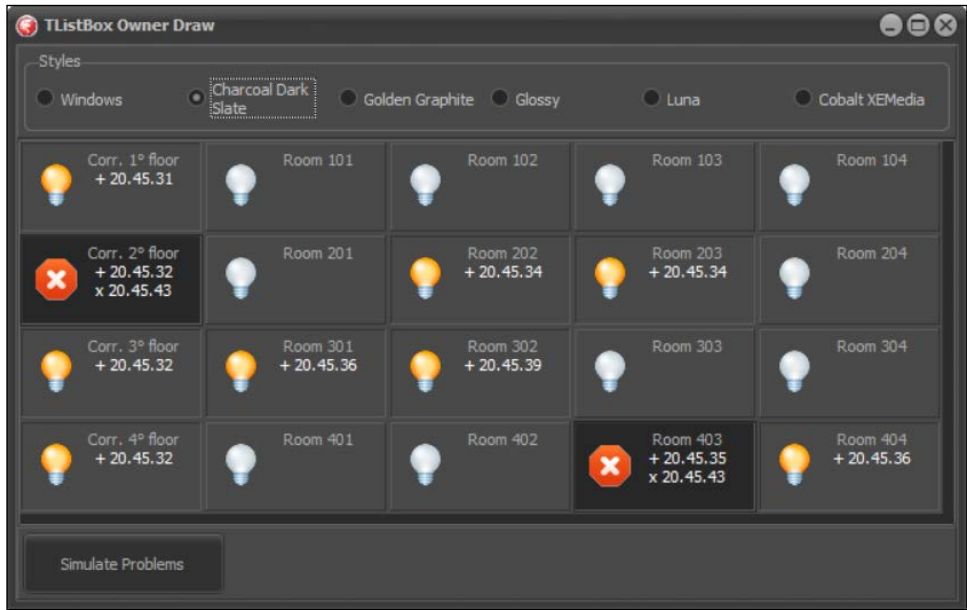 TListBox Owner Draw
Styles
Windows
Charcoal Dark
Slate
Golden Graphite
Glossy
Luna
Cobalt XEMedia
Corr. 1° floor
+ 20.45.31
Room 101
Room 102
Room 103
Room 104
Corr. 2° floor
+ 20.45.32
x 20.45.43
Room 201
Room 202
+ 20.45.34
Room 203
+ 20.45.34
Room 204
Corr. 3° floor
+ 20.45.32
Room 301
+ 20.45.36
Room 302
+ 20.45.39
Room 303
Room 304
Corr. 4° floor
+ 20.45.32
Room 401
Room 402
Room 403
+ 20.45.35
x 20.45.43
Room 404
+ 20.45.36
Simulate Problems